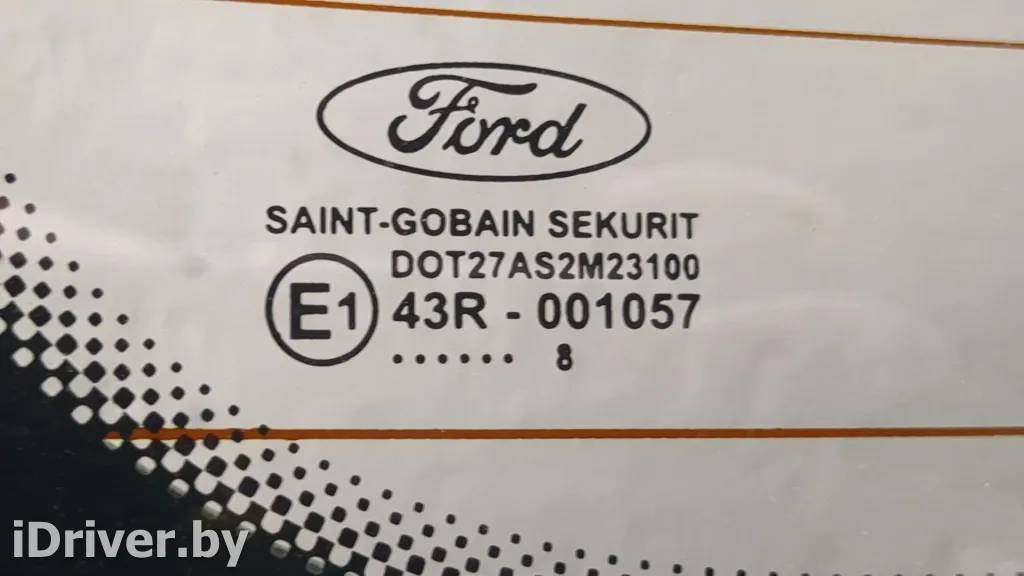 Ford
SAINT-GOBAIN SEKURIT
DOT27AS2M23100
E1 43R - 001057
...... 8
iDriver.by